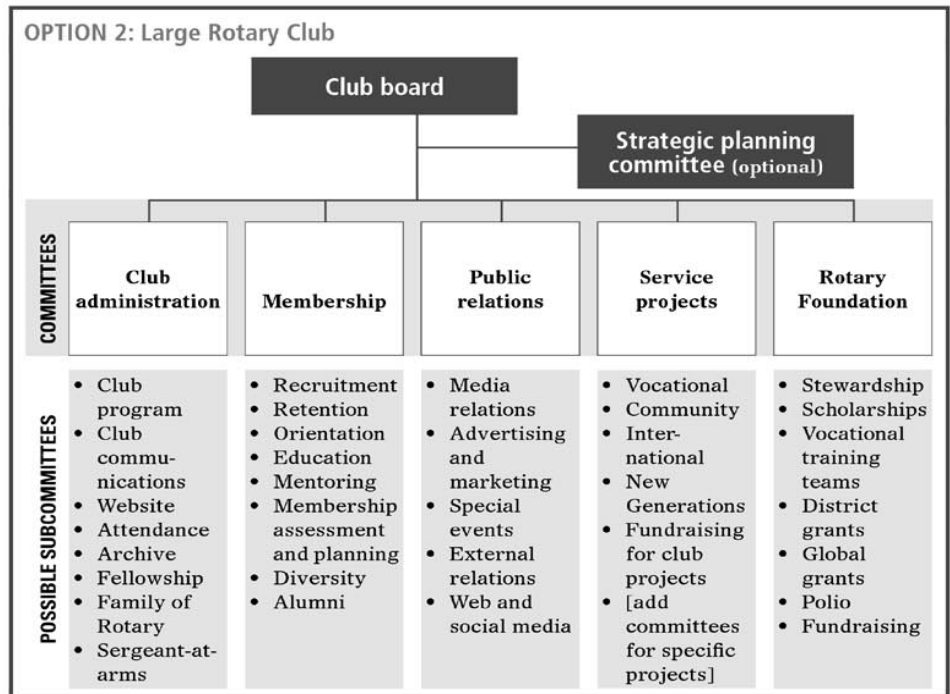 OPTION 2: Large Rotary Club
Club board
Strategic planning
committee (optional)
COMMITTEES
Club
administration
Membership
Public
relations
Service
projects
Rotary
Foundation
POSSIBLE SUBCOMMITTEES
• Club
program
• Club
commu-
nications
• Website
• Attendance
• Archive
• Fellowship
• Family of
Rotary
• Sergeant-at-
arms
• Recruitment
• Retention
• Orientation
• Education
• Mentoring
• Membership
assessment
and planning
• Diversity
• Alumni
• Media
relations
• Advertising
and
marketing
• Special
events
• External
relations
• Web and
social media
• Vocational
• Community
• Inter-
national
• New
Generations
• Fundraising
for club
projects
• [add
committees
for specific
projects]
• Stewardship
• Scholarships
• Vocational
training
teams
• District
grants
• Global
grants
• Polio
• Fundraising